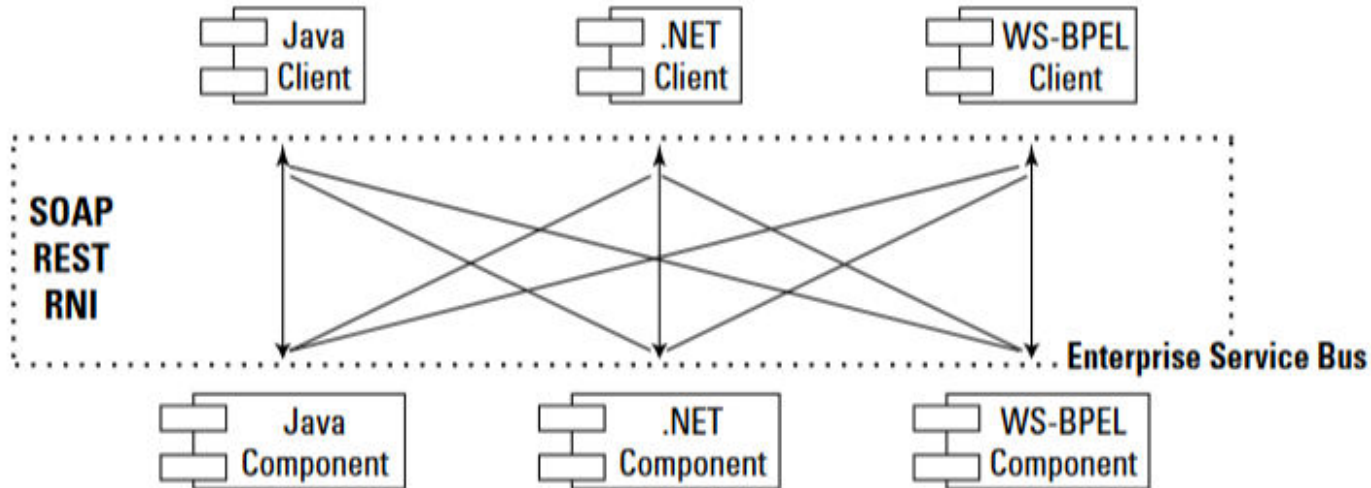 Java
Client
.NET
Client
WS-BPEL
Client
SOAP
REST
RNI
Enterprise Service Bus
Java
Component
.NET
Component
WS-BPEL
Component